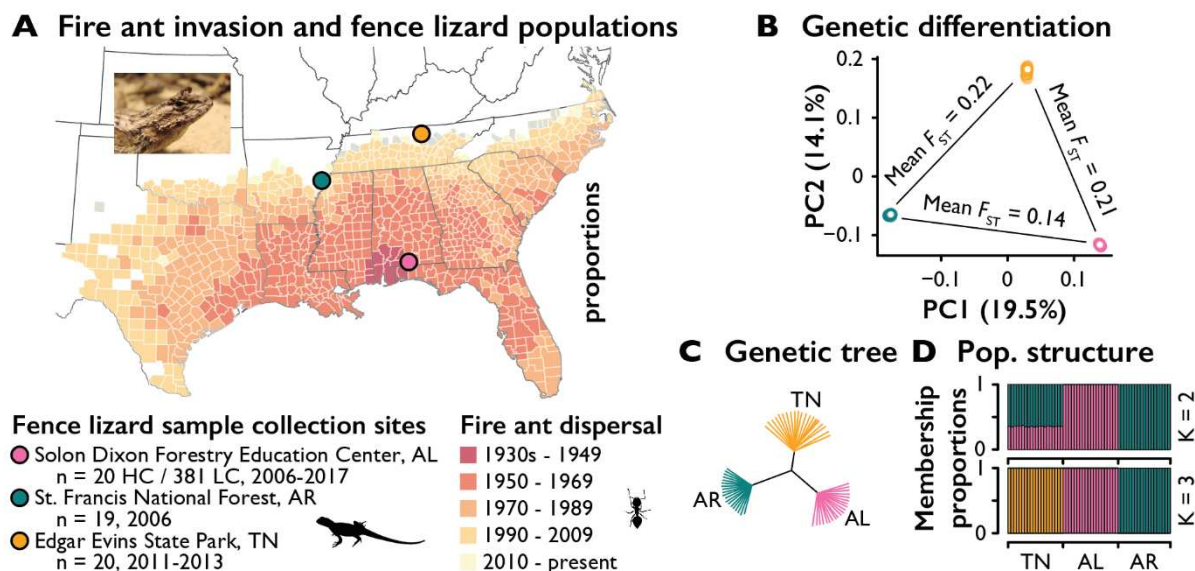 A Fire ant invasion and fence lizard populations
proportions
Fence lizard sample collection sites
Solon Dixon Forestry Education Center, AL
n = 20 HC / 381 LC, 2006-2017
St. Francis National Forest, AR
n = 19, 2006
Edgar Evins State Park, TN
n = 20, 2011-2013
Fire ant dispersal
1930s - 1949
1950 - 1969
1970 - 1989
1990 - 2009
2010 - present
B Genetic differentiation
PC2 (14.1%)
0.2
0.1
0
−0.1
Mean FST = 0.22
Mean FST = 0.21
Mean FST = 0.14
−0.1 0 0.1
PC1 (19.5%)
C Genetic tree
TN
AR
AL
D Pop. structure
Membership
proportions
1
0
K = 2
1
0
K = 3
TN AL AR